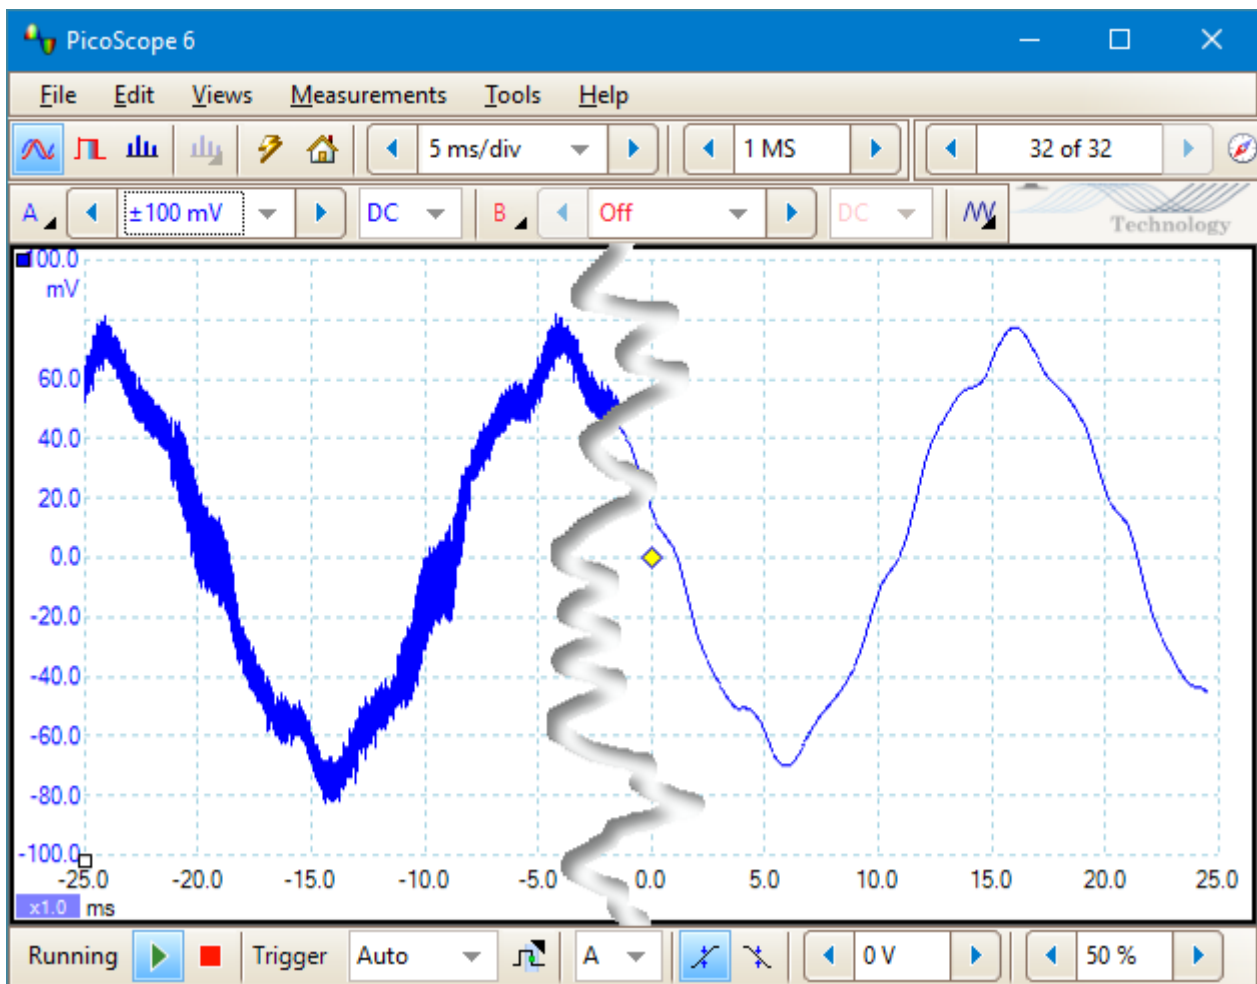 PicoScope 6
File Edit Views Measurements Tools Help
5 ms/div 1 MS 32 of 32
A ±100 mV DC B Off DC
Technology
100.0
mV
60.0
40.0
20.0
0.0
-20.0
-40.0
-60.0
-80.0
-100.0
-25.0 -20.0 -15.0 -10.0 -5.0 0.0 5.0 10.0 15.0 20.0 25.0
x1.0 ms
Running Trigger Auto A 0 V 50 %